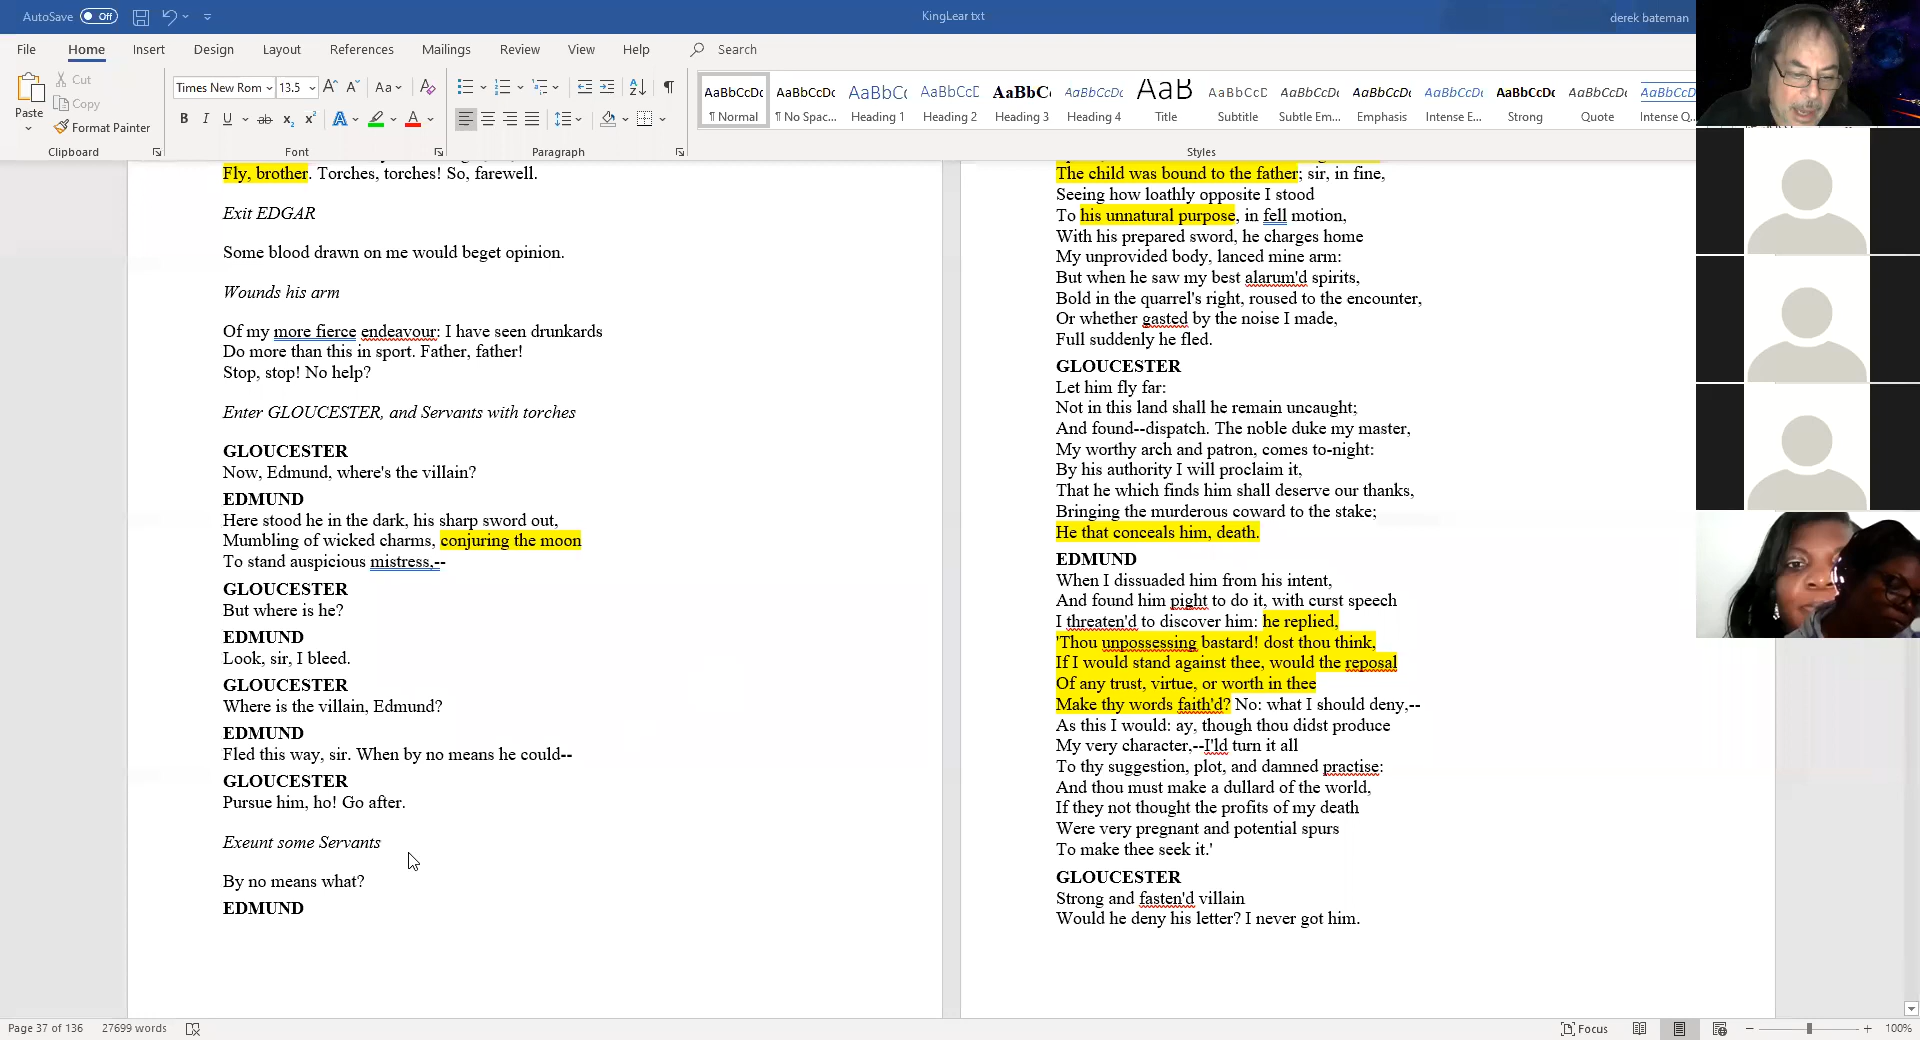 AutoSave Off
KingLear txt
derek bateman
File Home Insert Design Layout References Mailings Review View Help Search
Paste
Cut
Copy
Format Painter
Clipboard
Times New Rom 13.5
Font
Paragraph
AaBbCcDc ¶ Normal
AaBbCcDc ¶ No Spac...
AaBbC( Heading 1
AaBbCcD Heading 2
AaBbC( Heading 3
AaBbCcDc Heading 4
AaB Title
AaBbCcD Subtitle
AaBbCcDc Subtle Em...
AaBbCcDc Emphasis
AaBbCcDc Intense E...
AaBbCcDc Strong
AaBbCcDc Quote
AaBbCcDc Intense Q...
Styles
Fly, brother. Torches, torches! So, farewell.
Exit EDGAR
Some blood drawn on me would beget opinion.
Wounds his arm
Of my more fierce endeavour: I have seen drunkards
Do more than this in sport. Father, father!
Stop, stop! No help?
Enter GLOUCESTER, and Servants with torches
GLOUCESTER
Now, Edmund, where's the villain?
EDMUND
Here stood he in the dark, his sharp sword out,
Mumbling of wicked charms, conjuring the moon
To stand auspicious mistress,--
GLOUCESTER
But where is he?
EDMUND
Look, sir, I bleed.
GLOUCESTER
Where is the villain, Edmund?
EDMUND
Fled this way, sir. When by no means he could--
GLOUCESTER
Pursue him, ho! Go after.
Exeunt some Servants
By no means what?
EDMUND
The child was bound to the father; sir, in fine,
Seeing how loathly opposite I stood
To his unnatural purpose, in fell motion,
With his prepared sword, he charges home
My unprovided body, lanced mine arm:
But when he saw my best alarum'd spirits,
Bold in the quarrel's right, roused to the encounter,
Or whether gasted by the noise I made,
Full suddenly he fled.
GLOUCESTER
Let him fly far:
Not in this land shall he remain uncaught;
And found--dispatch. The noble duke my master,
My worthy arch and patron, comes to-night:
By his authority I will proclaim it,
That he which finds him shall deserve our thanks,
Bringing the murderous coward to the stake;
He that conceals him, death.
EDMUND
When I dissuaded him from his intent,
And found him pight to do it, with curst speech
I threaten'd to discover him: he replied,
'Thou unpossessing bastard! dost thou think,
If I would stand against thee, would the reposal
Of any trust, virtue, or worth in thee
Make thy words faith'd? No: what I should deny,--
As this I would: ay, though thou didst produce
My very character,--I'ld turn it all
To thy suggestion, plot, and damned practise:
And thou must make a dullard of the world,
If they not thought the profits of my death
Were very pregnant and potential spurs
To make thee seek it.'
GLOUCESTER
Strong and fasten'd villain
Would he deny his letter? I never got him.
Page 37 of 136 27699 words
Focus 100%